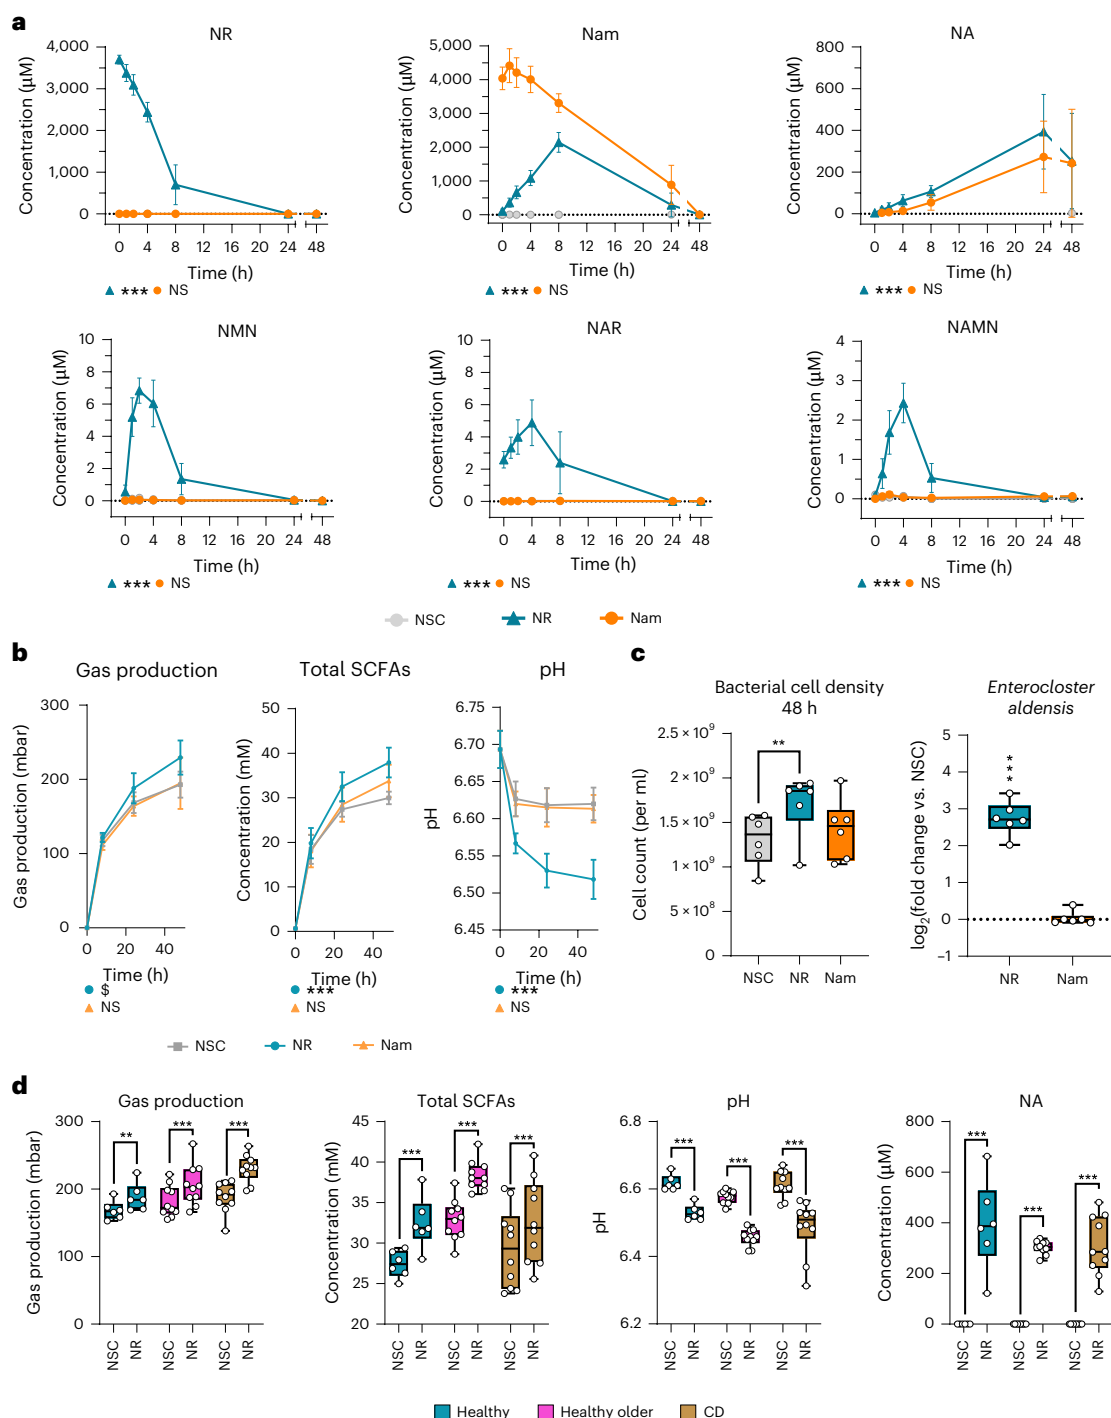 a
NR
Nam
NA
Concentration (µM)
4,000
3,000
2,000
1,000
0
0 4 8 12 16 20 24 48
Time (h)
▲ *** ● NS
Concentration (µM)
5,000
4,000
3,000
2,000
1,000
0
0 4 8 12 16 20 24 48
Time (h)
▲ *** ● NS
Concentration (µM)
800
600
400
200
0
0 4 8 12 16 20 24 48
Time (h)
▲ *** ● NS
NMN
NAR
NAMN
Concentration (µM)
10
8
6
4
2
0
0 4 8 12 16 20 24 48
Time (h)
▲ *** ● NS
Concentration (µM)
10
8
6
4
2
0
0 4 8 12 16 20 24 48
Time (h)
▲ *** ● NS
Concentration (µM)
4
3
2
1
0
0 4 8 12 16 20 24 48
Time (h)
▲ *** ● NS
NSC NR Nam
b
Gas production
Gas production (mbar)
300
200
100
0
0 20 40
Time (h)
$
NS
Total SCFAs
Concentration (mM)
50
40
30
20
10
0
0 20 40
Time (h)
***
NS
pH
pH
6.75
6.70
6.65
6.60
6.55
6.50
6.45
0 20 40
Time (h)
***
NS
NSC NR Nam
c
Bacterial cell density
48 h
Cell count (per ml)
2.5 × 10⁹
2 × 10⁹
1.5 × 10⁹
1 × 10⁹
5 × 10⁸
0
**
NSC NR Nam
Enterocloster
aldensis
log₂(fold change vs. NSC)
5
4
3
2
1
0
−1
***
NR Nam
d
Gas production
Gas production (mbar)
300
200
100
0
** *** ***
NSC NR NSC NR NSC NR
Total SCFAs
Concentration (mM)
45
40
35
30
25
20
*** *** ***
NSC NR NSC NR NSC NR
pH
pH
6.8
6.6
6.4
6.2
*** *** ***
NSC NR NSC NR NSC NR
NA
Concentration (µM)
800
600
400
200
0
*** *** ***
NSC NR NSC NR NSC NR
Healthy Healthy older CD